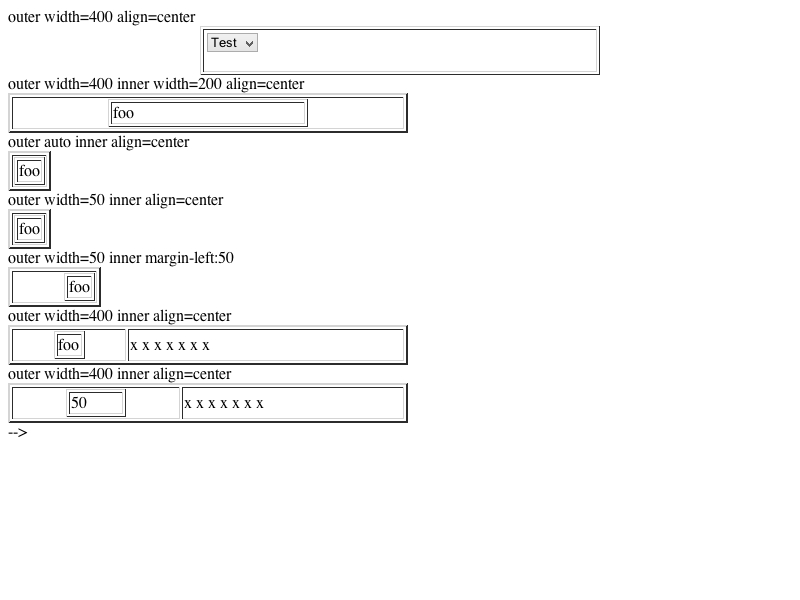 outer width=400 align=center
Test
outer width=400 inner width=200 align=center
foo
outer auto inner align=center
foo
outer width=50 inner align=center
foo
outer width=50 inner margin-left:50
foo
outer width=400 inner align=center
foo x x x x x x x
outer width=400 inner align=center
50 x x x x x x x
-->